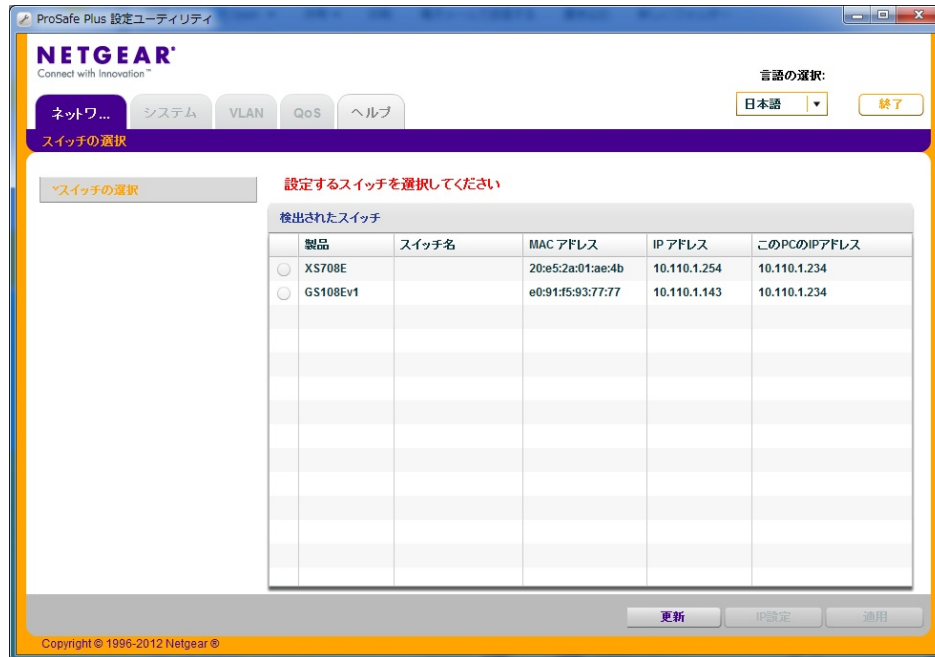 ProSafe Plus 設定ユーティリティ
NETGEAR
Connect with Innovation™
言語の選択:
日本語
終了
ネットワ...
システム
VLAN
QoS
ヘルプ
スイッチの選択
スイッチの選択
設定するスイッチを選択してください
検出されたスイッチ
製品 スイッチ名 MAC アドレス IP アドレス このPCのIPアドレス
XS708E 20:e5:2a:01:ae:4b 10.110.1.254 10.110.1.234
GS108Ev1 e0:91:f5:93:77:77 10.110.1.143 10.110.1.234
更新
IP設定
適用
Copyright © 1996-2012 Netgear ®